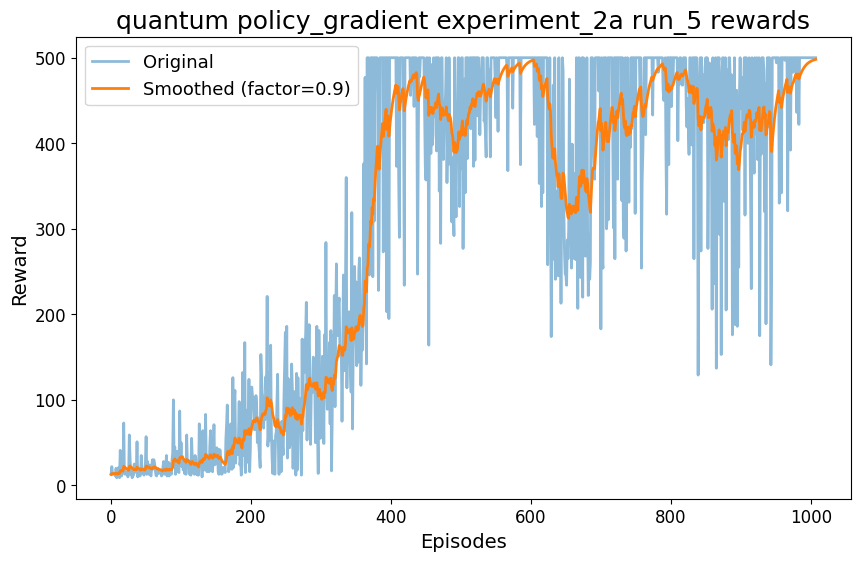 quantum policy_gradient experiment_2a run_5 rewards
Original
Smoothed (factor=0.9)
500
400
300
200
100
0
Reward
0 200 400 600 800 1000
Episodes